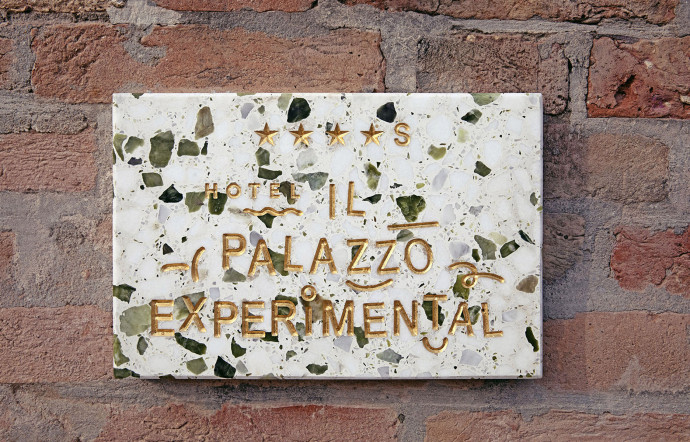 ★★★★S
HOTEL IL
PALAZZO
EXPERiMENTAL